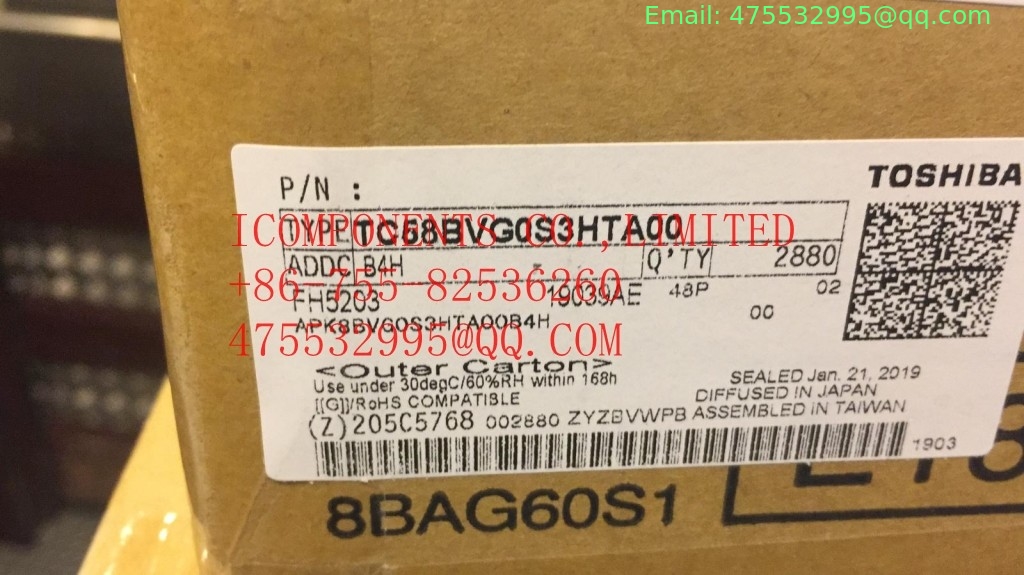 Email: 475532995@qq.com
TOSHIBA
P/N :
TYPE TC58BVG0S3HTA00
ICOMPONENTS CO.,LIMITED
ADDC B4H - Q'TY 2880
+86-755-82536260
FH5203 19039AE 48P 02
APK8BVG0S3HTA00B4H 00
475532995@QQ.COM
<Outer Carton>
Use under 30degC/60%RH within 168h
SEALED Jan. 21, 2019
[[G]]/RoHS COMPATIBLE
DIFFUSED IN JAPAN
(Z)205C5768 002880 ZYZBVWPB ASSEMBLED IN TAIWAN
1903
8BAG60S1